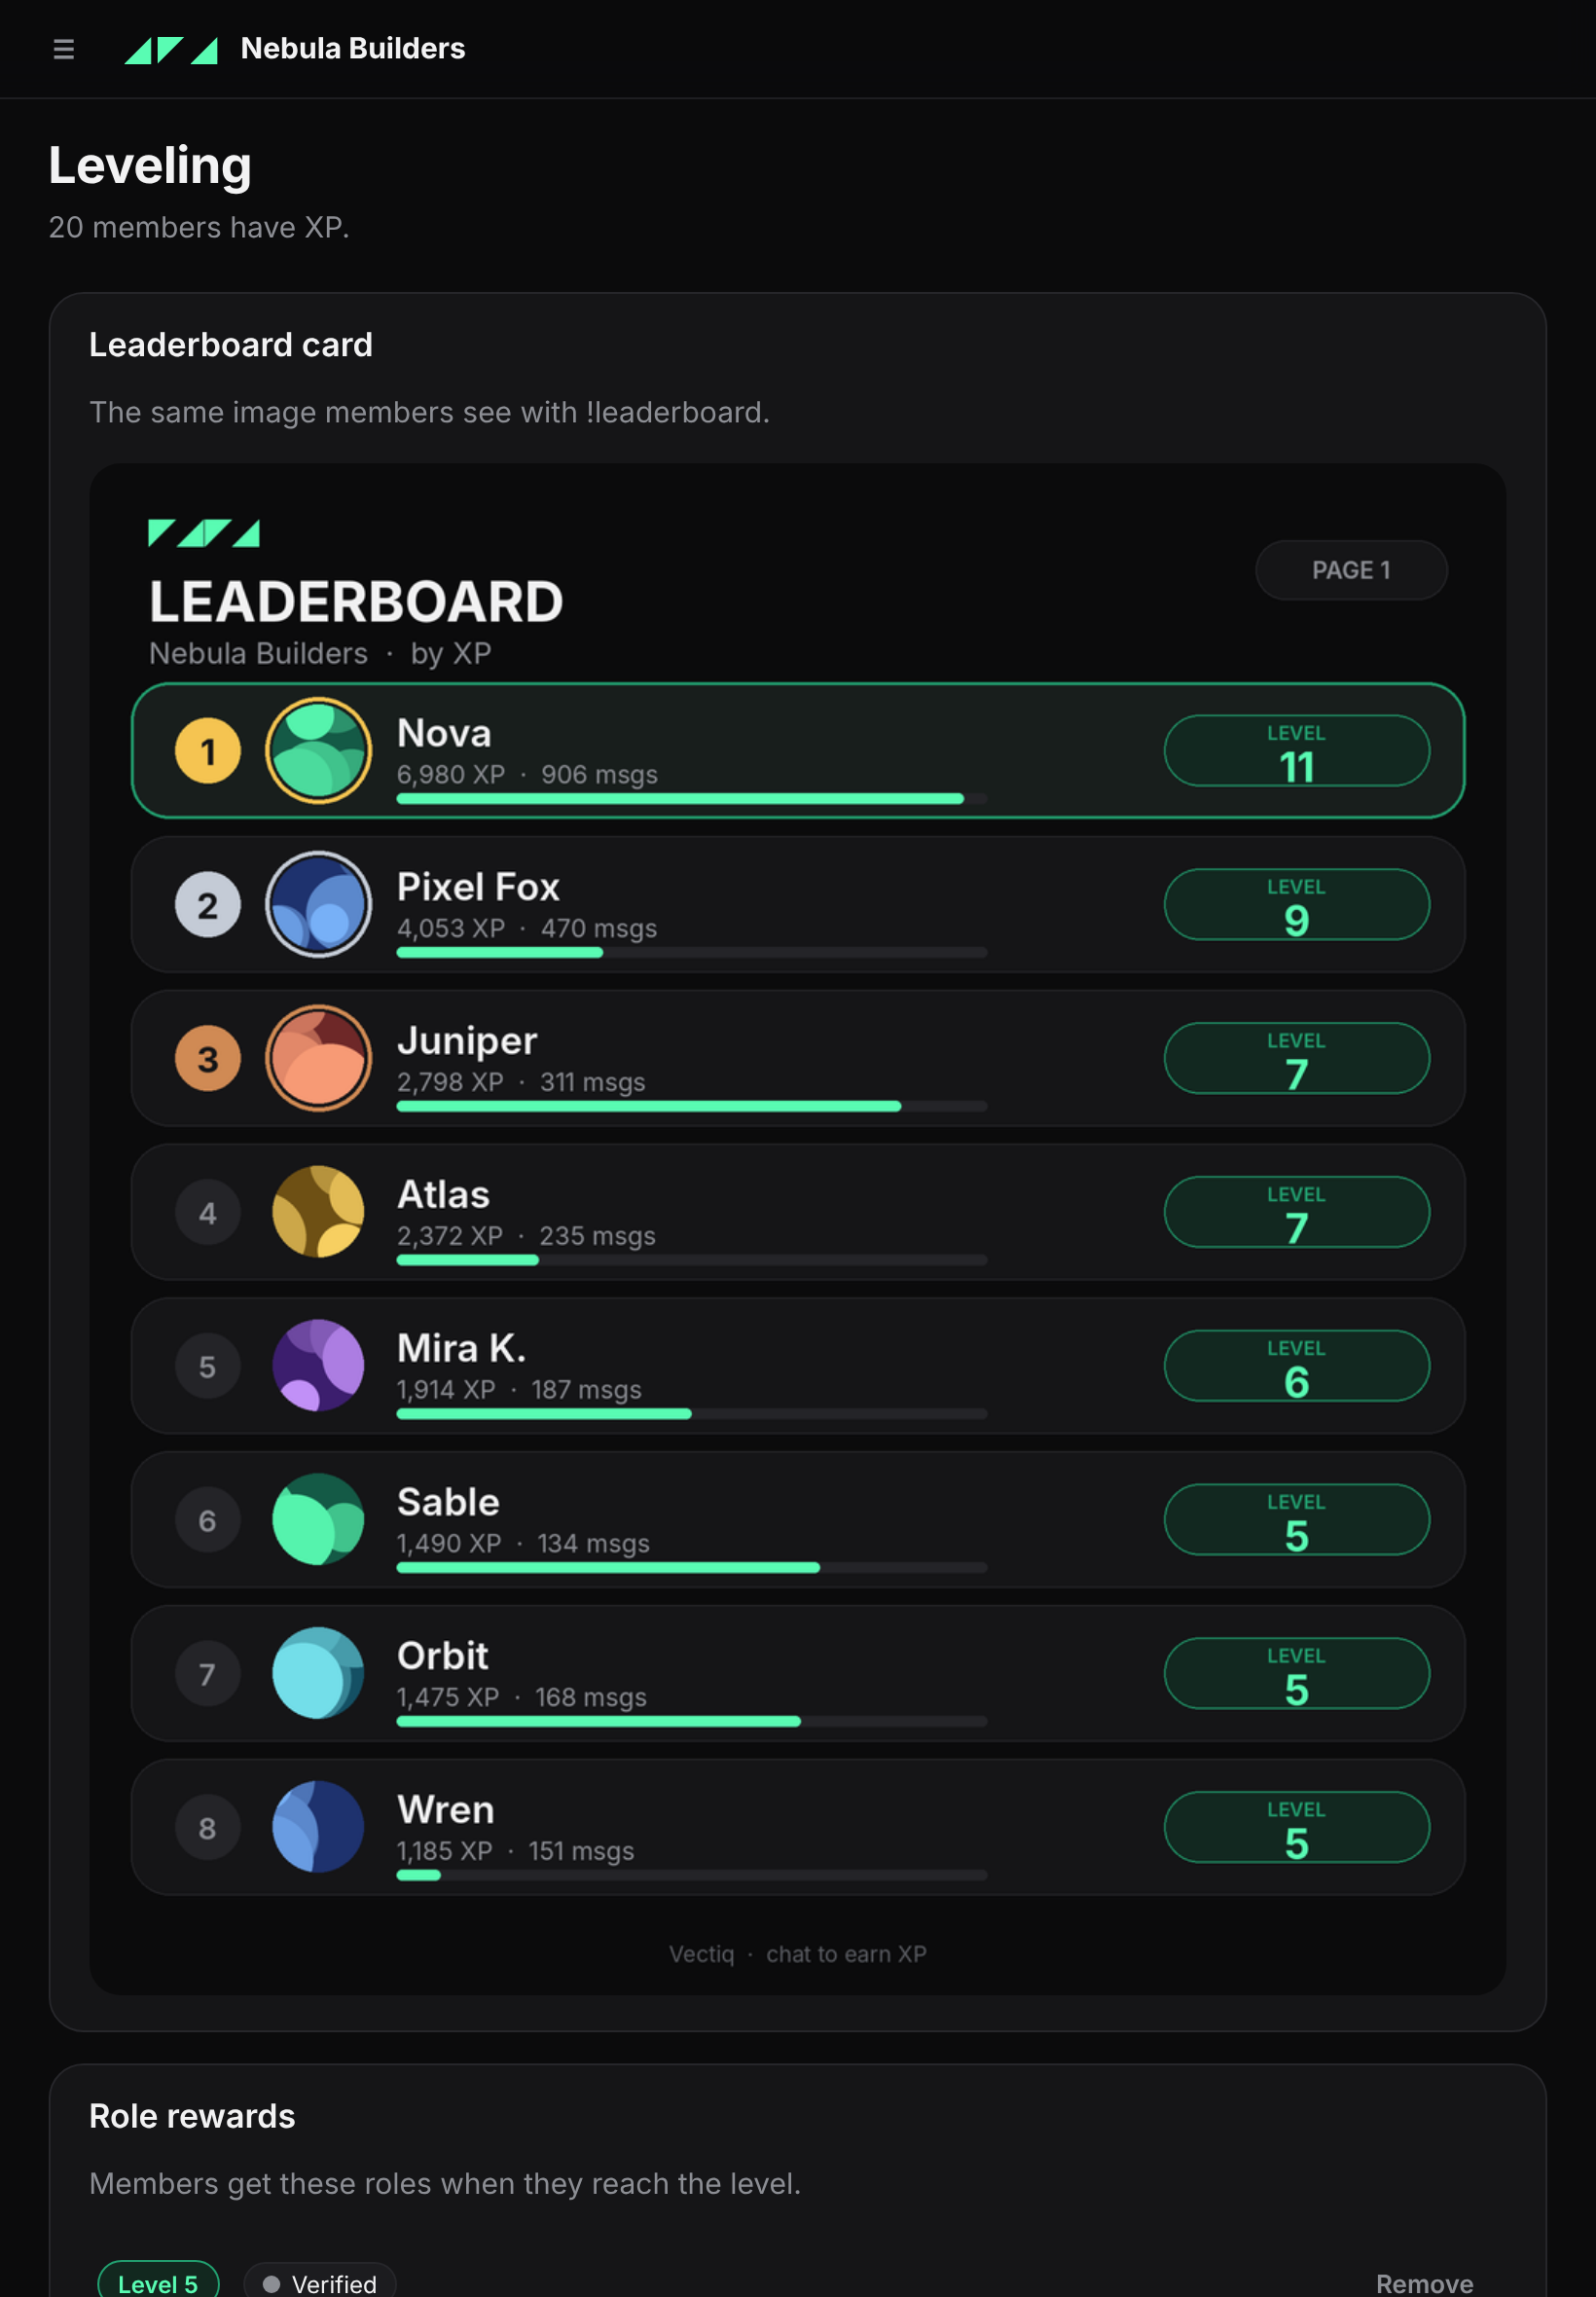 Nebula Builders
Leveling
20 members have XP.
Leaderboard card
The same image members see with !leaderboard.
LEADERBOARD
PAGE 1
Nebula Builders · by XP
1
Nova
6,980 XP · 906 msgs
LEVEL
11
2
Pixel Fox
4,053 XP · 470 msgs
LEVEL
9
3
Juniper
2,798 XP · 311 msgs
LEVEL
7
4
Atlas
2,372 XP · 235 msgs
LEVEL
7
5
Mira K.
1,914 XP · 187 msgs
LEVEL
6
6
Sable
1,490 XP · 134 msgs
LEVEL
5
7
Orbit
1,475 XP · 168 msgs
LEVEL
5
8
Wren
1,185 XP · 151 msgs
LEVEL
5
Vectiq · chat to earn XP
Role rewards
Members get these roles when they reach the level.
Level 5 Verified Remove